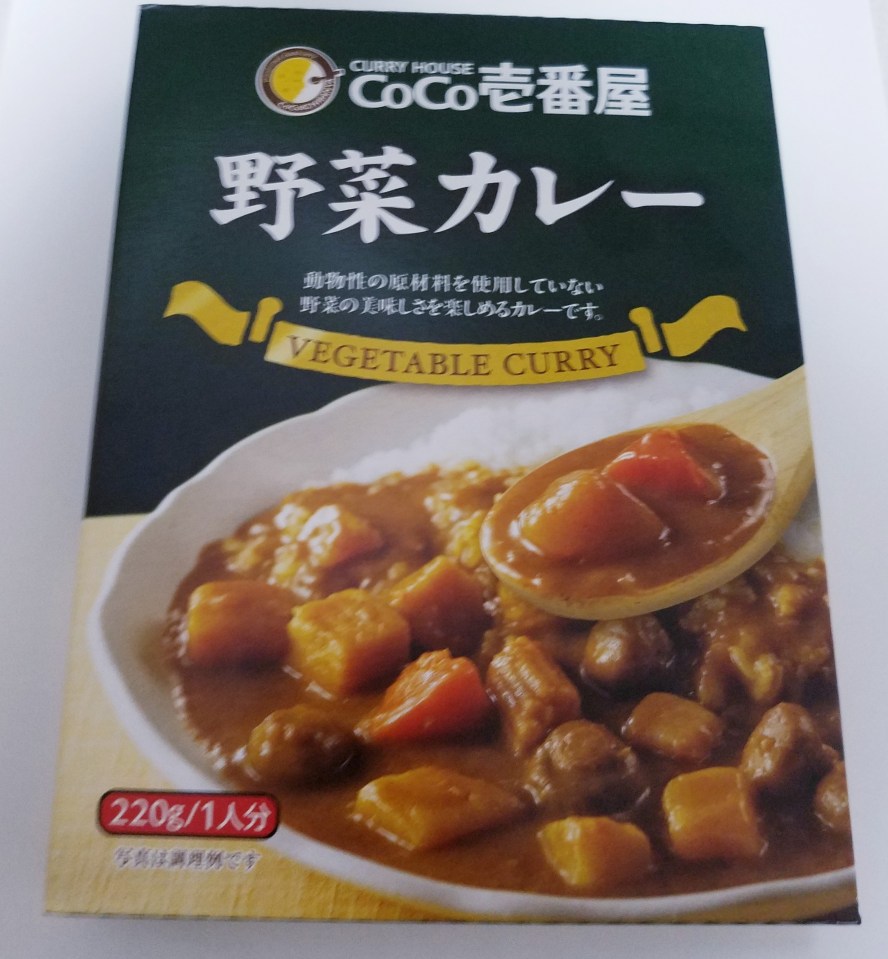 CURRY HOUSE
CoCo壱番屋
野菜カレー
動物性の原材料を使用していない
野菜の美味しさを楽しめるカレーです。
VEGETABLE CURRY
220g/1人分
写真は調理例です